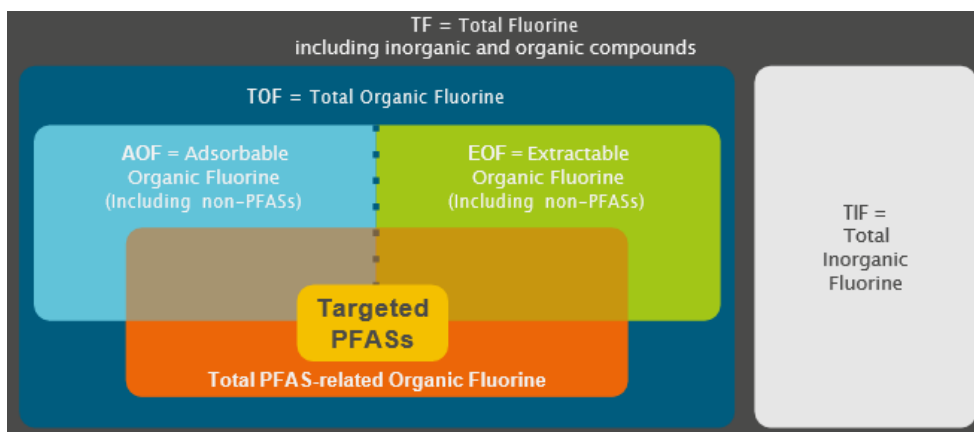 TF = Total Fluorine
including inorganic and organic compounds
TOF = Total Organic Fluorine
AOF = Adsorbable
Organic Fluorine
(Including non-PFASs)
EOF = Extractable
Organic Fluorine
(Including non-PFASs)
Targeted
PFASs
Total PFAS-related Organic Fluorine
TIF =
Total
Inorganic
Fluorine